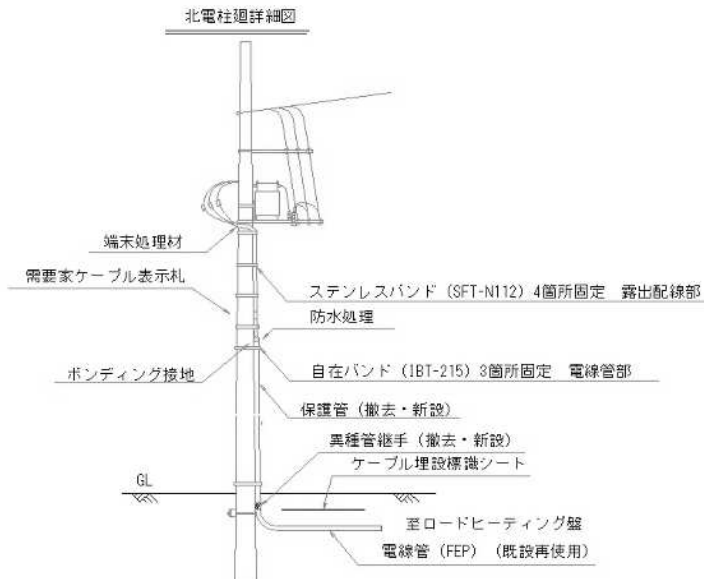 北電柱廻詳細図
端末処理材
需要家ケーブル表示札
ステンレスバンド（SFT-N112）4箇所固定　露出配線部
防水処理
ボンディング接地
自在バンド（IBT-215）3箇所固定　電線管部
保護管（撤去・新設）
異種管継手（撤去・新設）
ケーブル埋設標識シート
GL
至ロードヒーティング盤
電線管（FEP）（既設再使用）